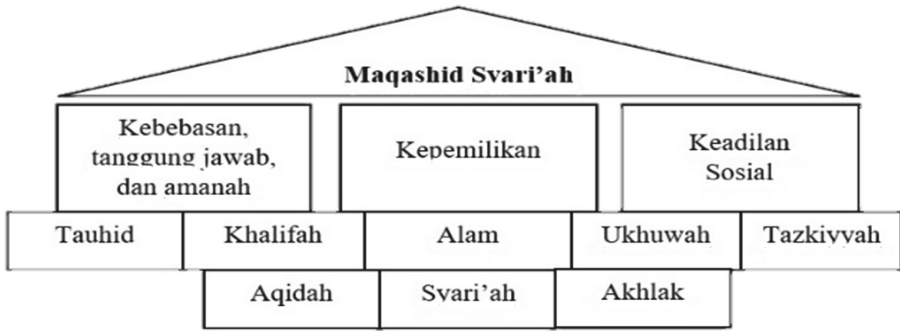 Maqashid Syari’ah
Kebebasan,
tanggung jawab,
dan amanah
Kepemilikan
Keadilan
Sosial
Tauhid
Khalifah
Alam
Ukhuwah
Tazkiyyah
Aqidah
Syari’ah
Akhlak